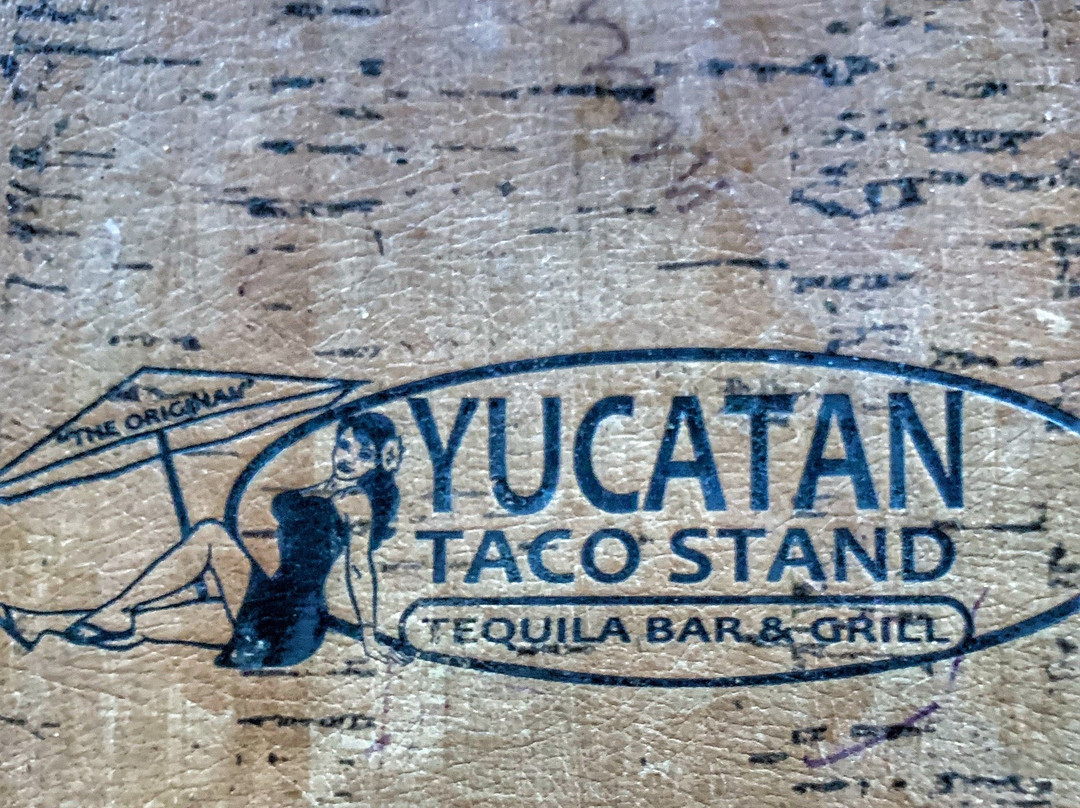 "THE ORIGINAL"
YUCATAN
TACO STAND
TEQUILA BAR & GRILL